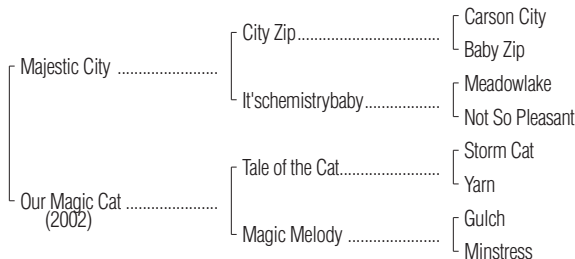 Carson City
City Zip........................................
Baby Zip
Majestic City ............................
Meadowlake
It'schemistrybaby.....................
Not So Pleasant
Storm Cat
Tale of the Cat............................
Yarn
Our Magic Cat ..........................
(2002)
Gulch
Magic Melody ..........................
Minstress